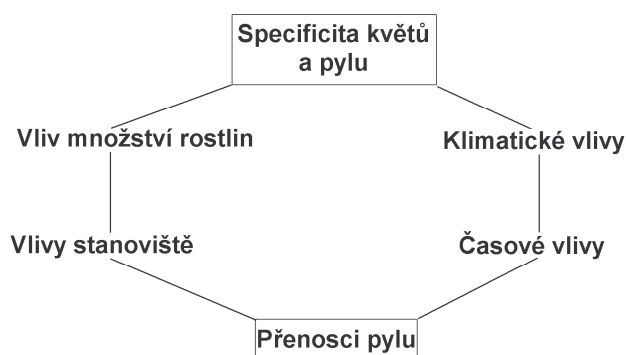 Specificita květů
a pylu
Vliv množství rostlin
Klimatické vlivy
Vlivy stanoviště
Časové vlivy
Přenosci pylu